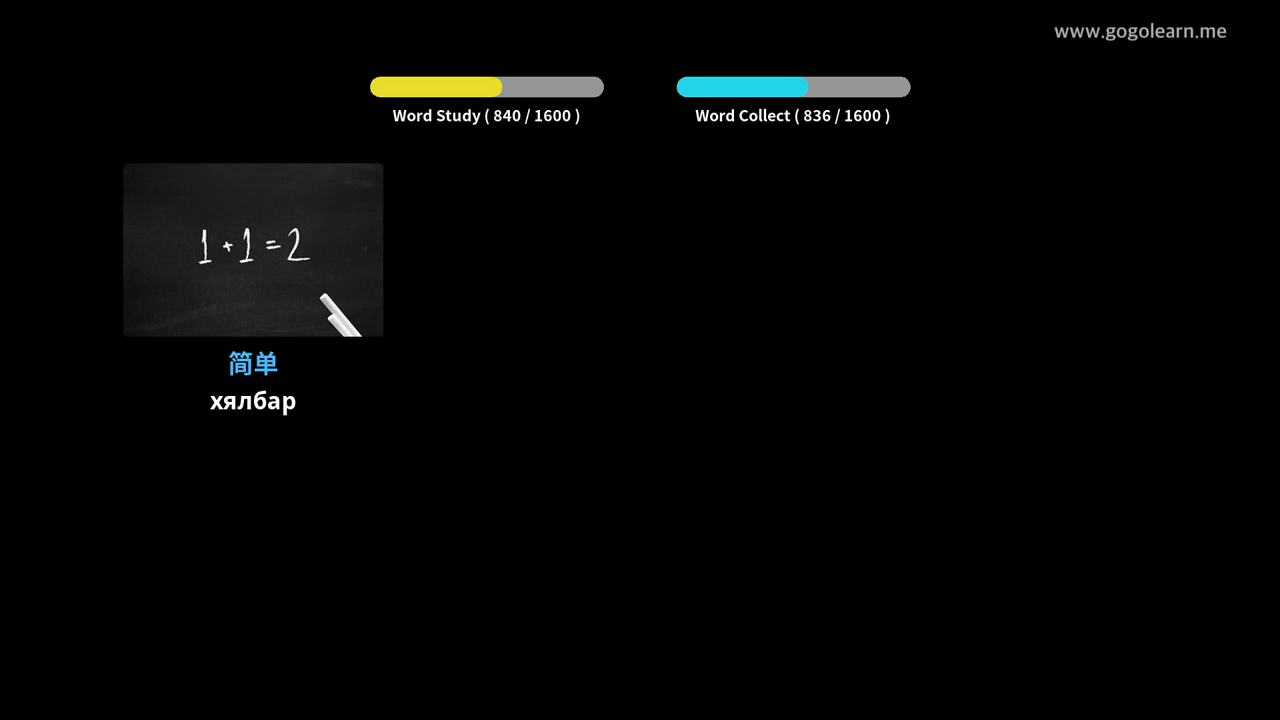 www.gogolearn.me
Word Study ( 840 / 1600 )
Word Collect ( 836 / 1600 )
1 + 1 = 2
简单
хялбар